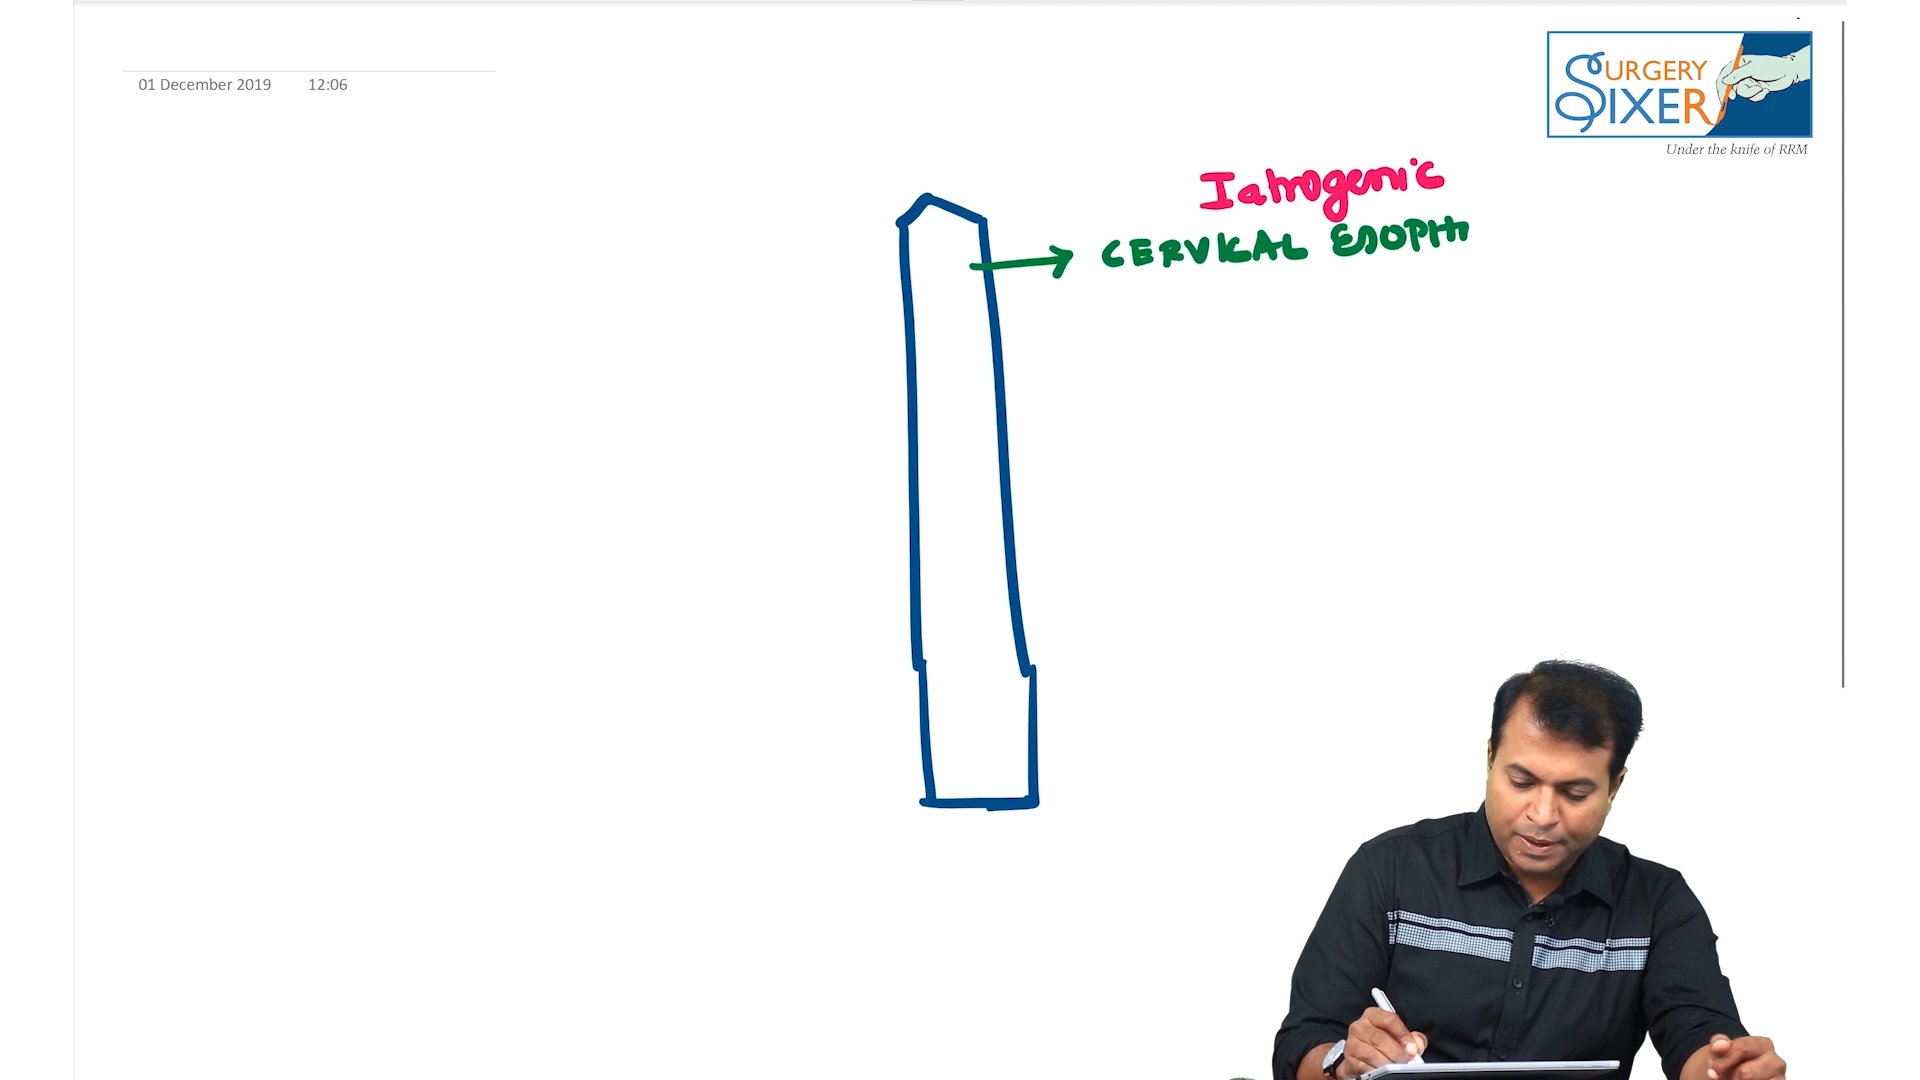 01 December 2019 12:06
SURGERY
SIXER
Under the knife of RRM
Iatrogenic
CERVICAL ESOPH